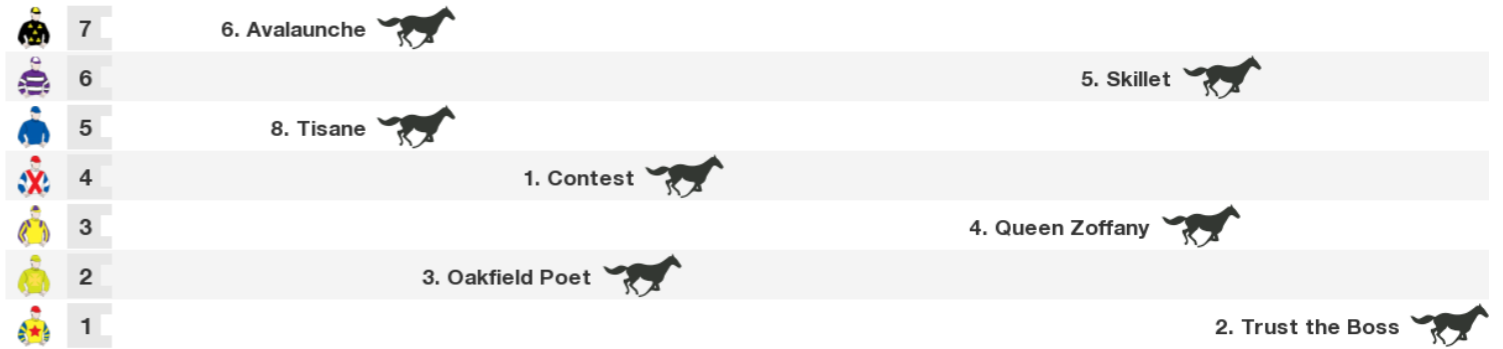 7 6. Avalaunche
6 5. Skillet
5 8. Tisane
4 1. Contest
3 4. Queen Zoffany
2 3. Oakfield Poet
1 2. Trust the Boss